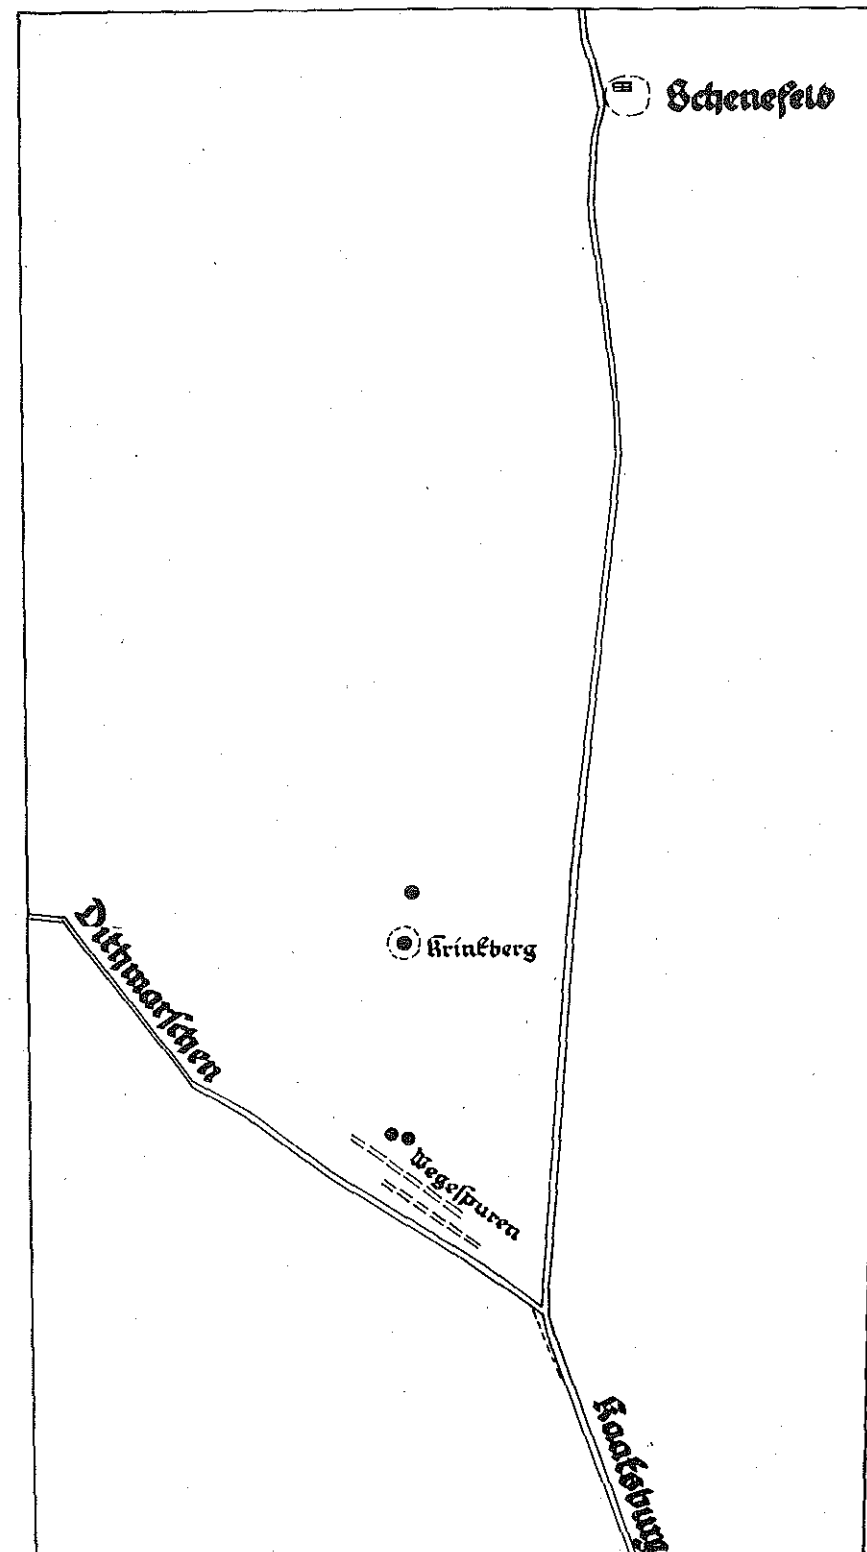 Schenefeld
Krinkberg
Dithmarschen
Wegespuren
Kaaksburg